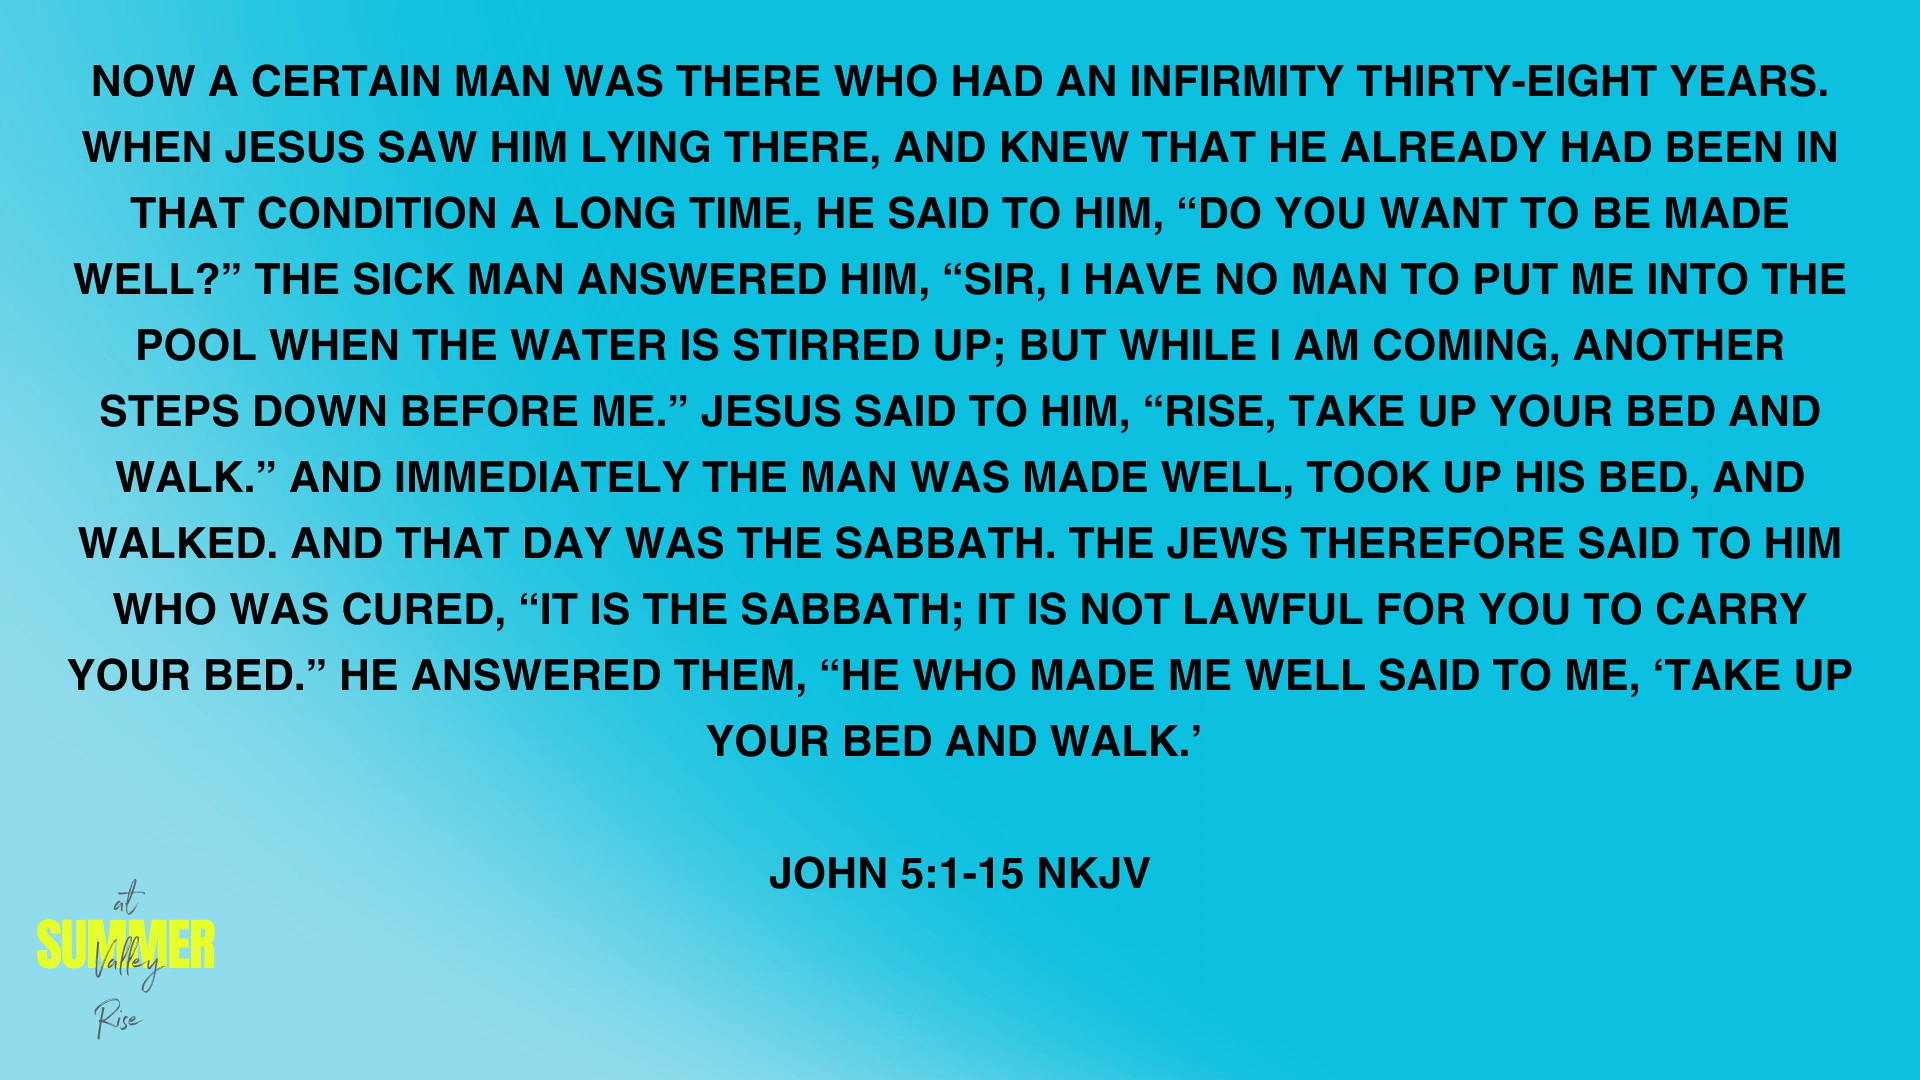 NOW A CERTAIN MAN WAS THERE WHO HAD AN INFIRMITY THIRTY-EIGHT YEARS.
WHEN JESUS SAW HIM LYING THERE, AND KNEW THAT HE ALREADY HAD BEEN IN
THAT CONDITION A LONG TIME, HE SAID TO HIM, “DO YOU WANT TO BE MADE
WELL?” THE SICK MAN ANSWERED HIM, “SIR, I HAVE NO MAN TO PUT ME INTO THE
POOL WHEN THE WATER IS STIRRED UP; BUT WHILE I AM COMING, ANOTHER
STEPS DOWN BEFORE ME.” JESUS SAID TO HIM, “RISE, TAKE UP YOUR BED AND
WALK.” AND IMMEDIATELY THE MAN WAS MADE WELL, TOOK UP HIS BED, AND
WALKED. AND THAT DAY WAS THE SABBATH. THE JEWS THEREFORE SAID TO HIM
WHO WAS CURED, “IT IS THE SABBATH; IT IS NOT LAWFUL FOR YOU TO CARRY
YOUR BED.” HE ANSWERED THEM, “HE WHO MADE ME WELL SAID TO ME, ‘TAKE UP
YOUR BED AND WALK.’
JOHN 5:1-15 NKJV
at
SUMMER
Valley
Rise